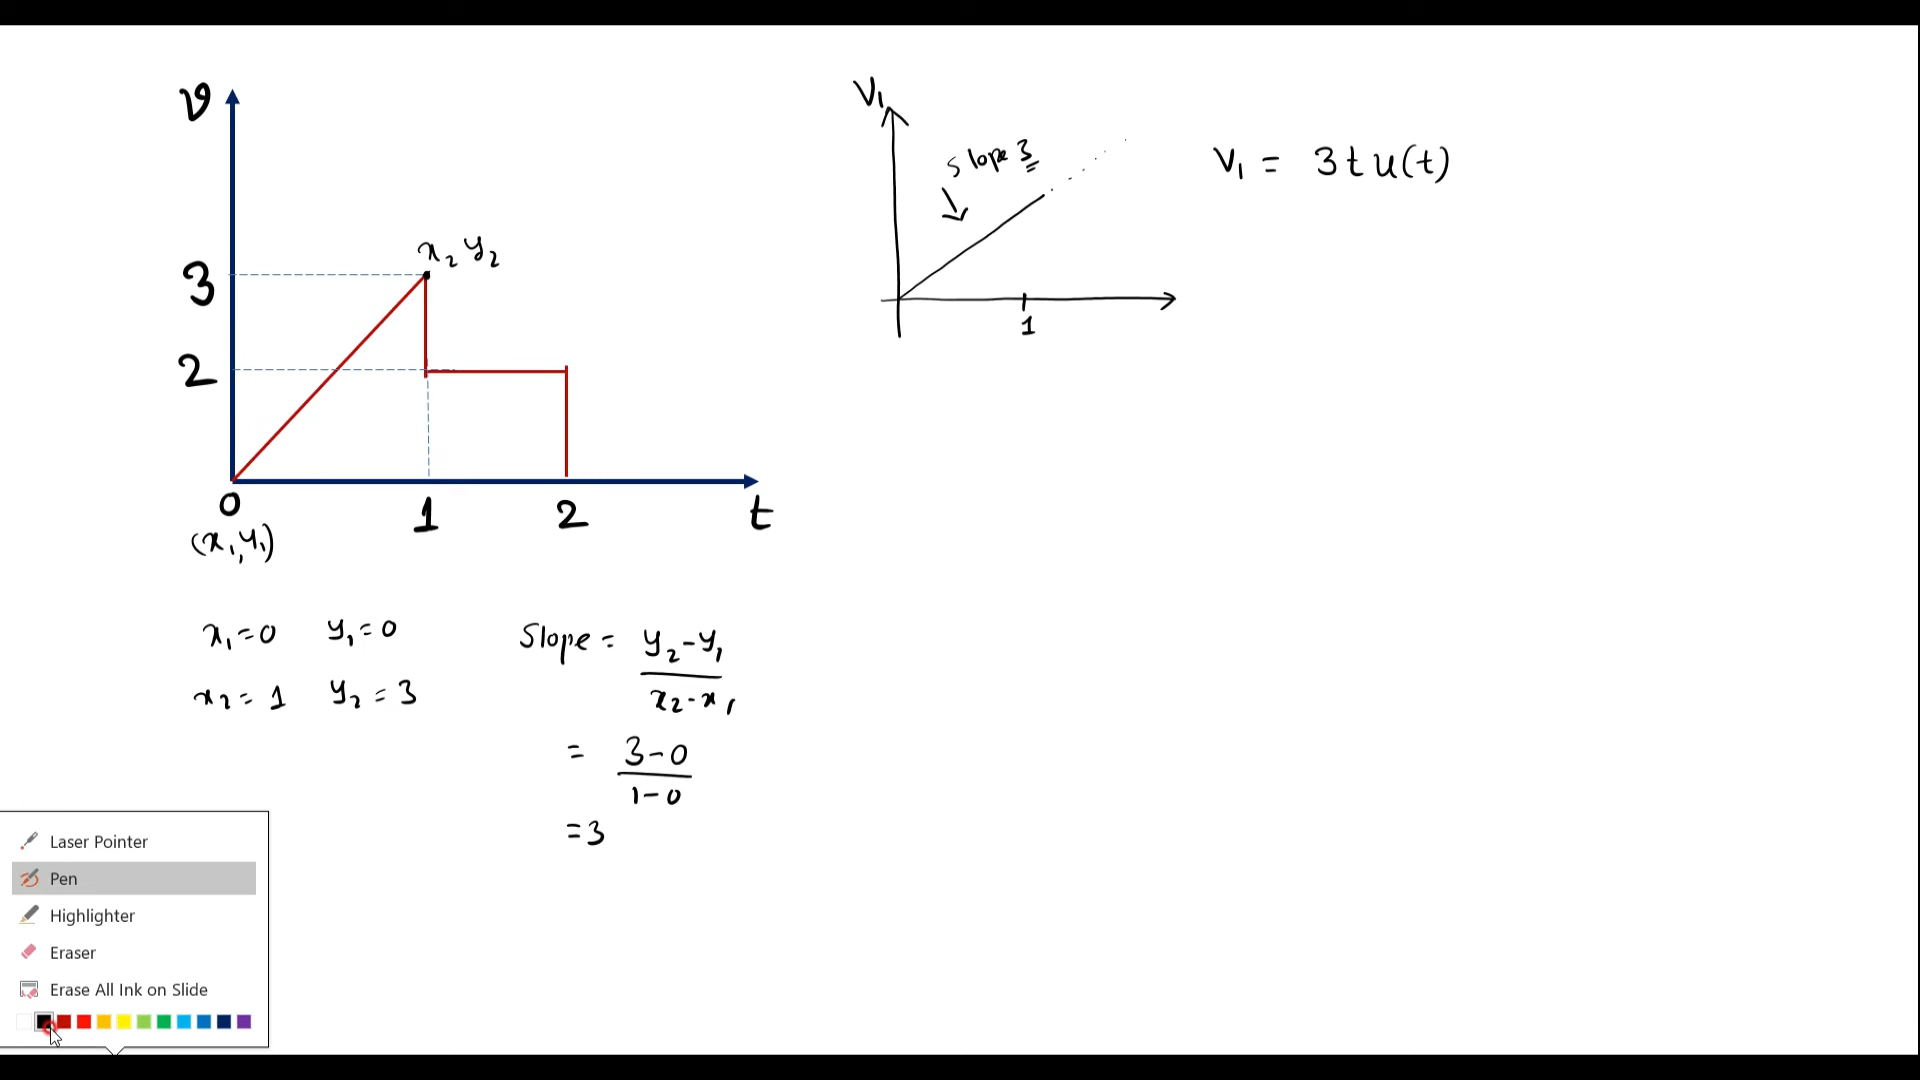 v
3
2
x₂ y₂
0
1
2
t
(x₁, y₁)
x₁ = 0 y₁ = 0
x₂ = 1 y₂ = 3
Slope = y₂ - y₁
x₂ - x₁
= 3 - 0
1 - 0
= 3
V₁
Slope 3
1
V₁ = 3 t u(t)
Laser Pointer
Pen
Highlighter
Eraser
Erase All Ink on Slide